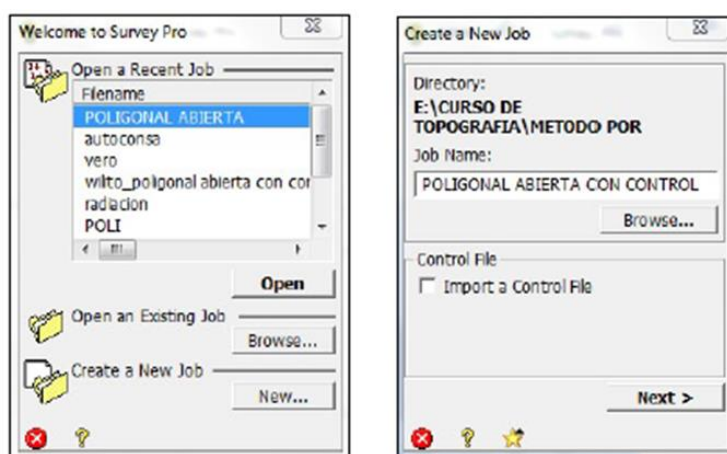 Welcome to Survey Pro
Open a Recent Job
Filename
POLIGONAL ABIERTA
autoconsa
vero
wilto_poligonal abierta con cor
radiacion
POLI
Open
Open an Existing Job
Browse...
Create a New Job
New...
Create a New Job
Directory:
E:\CURSO DE
TOPOGRAFIA\METODO POR
Job Name:
POLIGONAL ABIERTA CON CONTROL
Browse...
Control File
Import a Control File
Next >